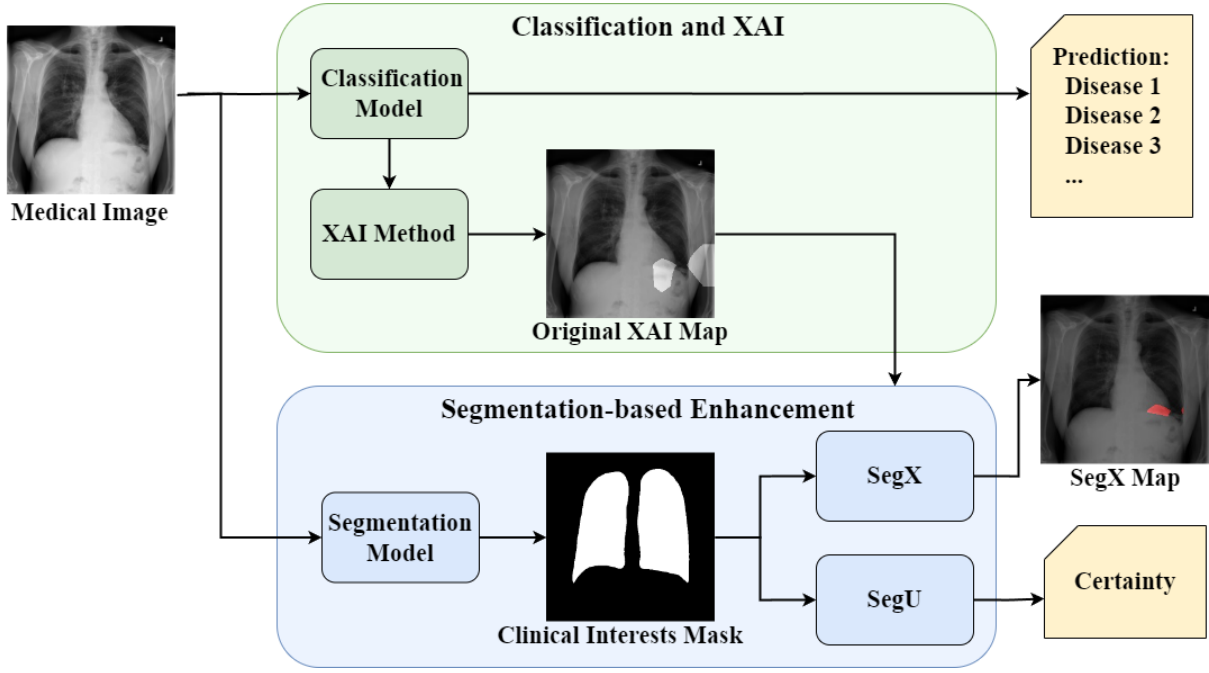 Classification and XAI
Classification
Model
Prediction:
Disease 1
Disease 2
Disease 3
...
Medical Image
XAI Method
Original XAI Map
Segmentation-based Enhancement
SegX
SegX Map
Segmentation
Model
Certainty
SegU
Clinical Interests Mask